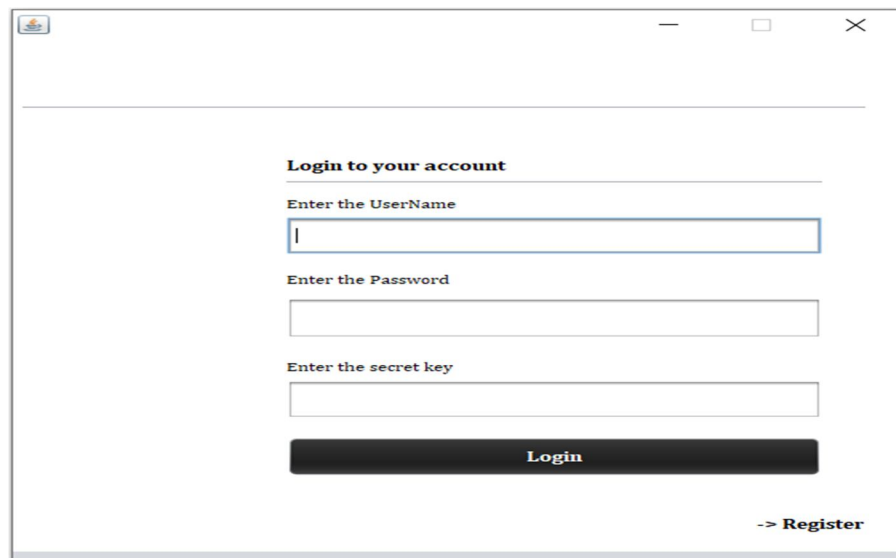 Login to your account
Enter the UserName
Enter the Password
Enter the secret key
Login
-> Register